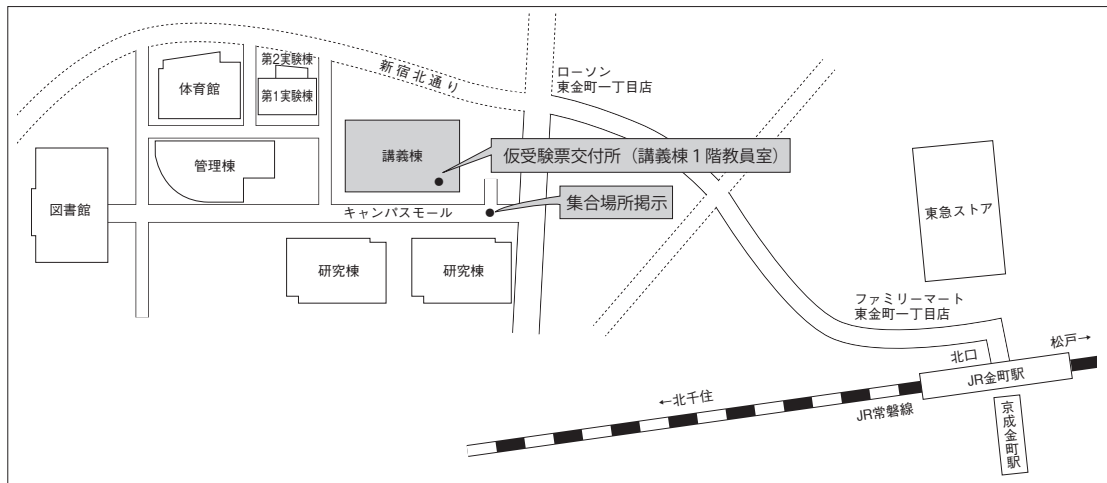 第2実験棟
体育館
第1実験棟
新宿北通り
ローソン
東金町一丁目店
講義棟
仮受験票交付所（講義棟1階教員室）
管理棟
図書館
キャンパスモール
集合場所掲示
東急ストア
研究棟
研究棟
ファミリーマート
東金町一丁目店
北口
松戸→
JR金町駅
←北千住
JR常磐線
京成金町駅